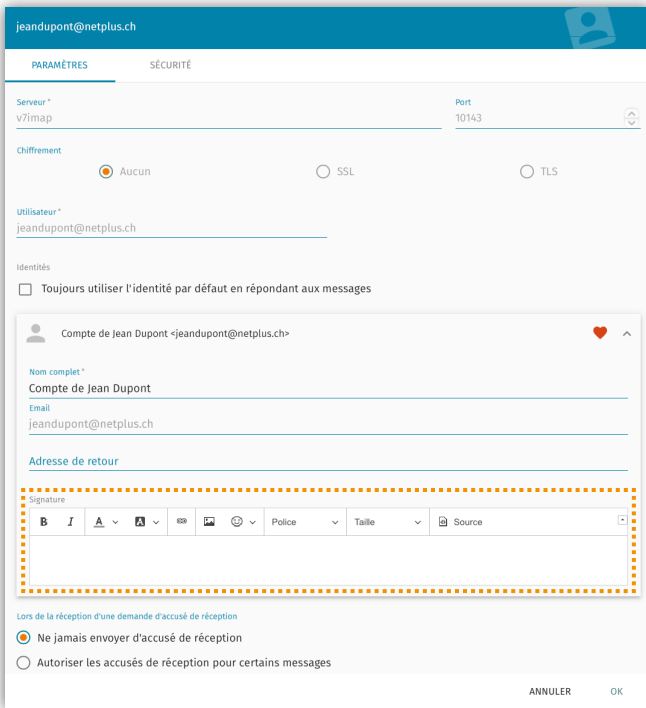 jeandupont@netplus.ch
PARAMÈTRES SÉCURITÉ
Serveur * Port
v7imap 10143
Chiffrement
Aucun SSL TLS
Utilisateur *
jeandupont@netplus.ch
Identités
Toujours utiliser l'identité par défaut en répondant aux messages
Compte de Jean Dupont <jeandupont@netplus.ch>
Nom complet *
Compte de Jean Dupont
Email
jeandupont@netplus.ch
Adresse de retour
Signature
B I A A Police Taille Source
Lors de la réception d'une demande d'accusé de réception
Ne jamais envoyer d'accusé de réception
Autoriser les accusés de réception pour certains messages
ANNULER OK